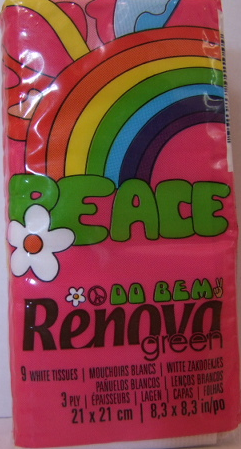 PEACE
DO BEM
Renova
green
9 WHITE TISSUES | MOUCHOIRS BLANCS | WITTE ZAKDOEKJES
PAÑUELOS BLANCOS | LENÇOS BRANCOS
3 PLY | ÉPAISSEURS | LAGEN | CAPAS | FOLHAS
21 x 21 cm | 8,3 x 8,3 in/po